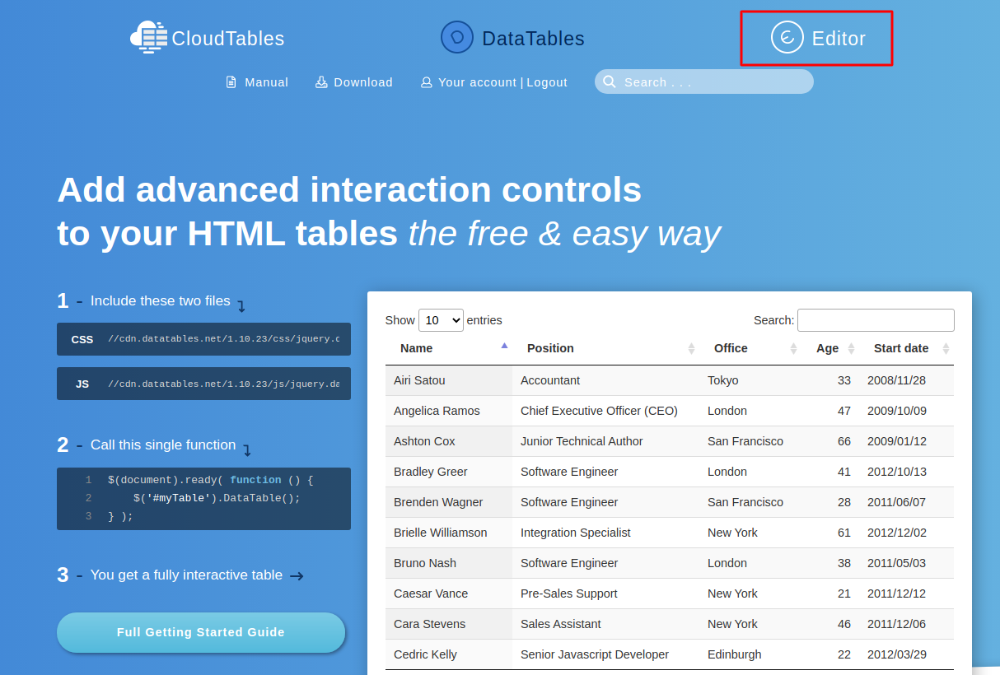 CloudTables
DataTables
Editor
Manual
Download
Your account | Logout
Search . . .
Add advanced interaction controls
to your HTML tables the free & easy way
1 - Include these two files
CSS //cdn.datatables.net/1.10.23/css/jquery.d
JS //cdn.datatables.net/1.10.23/js/jquery.da
2 - Call this single function
1 $(document).ready( function () {
2 $('#myTable').DataTable();
3 } );
3 - You get a fully interactive table →
Full Getting Started Guide
Show 10 entries
Search:
Name Position Office Age Start date
Airi Satou Accountant Tokyo 33 2008/11/28
Angelica Ramos Chief Executive Officer (CEO) London 47 2009/10/09
Ashton Cox Junior Technical Author San Francisco 66 2009/01/12
Bradley Greer Software Engineer London 41 2012/10/13
Brenden Wagner Software Engineer San Francisco 28 2011/06/07
Brielle Williamson Integration Specialist New York 61 2012/12/02
Bruno Nash Software Engineer London 38 2011/05/03
Caesar Vance Pre-Sales Support New York 21 2011/12/12
Cara Stevens Sales Assistant New York 46 2011/12/06
Cedric Kelly Senior Javascript Developer Edinburgh 22 2012/03/29